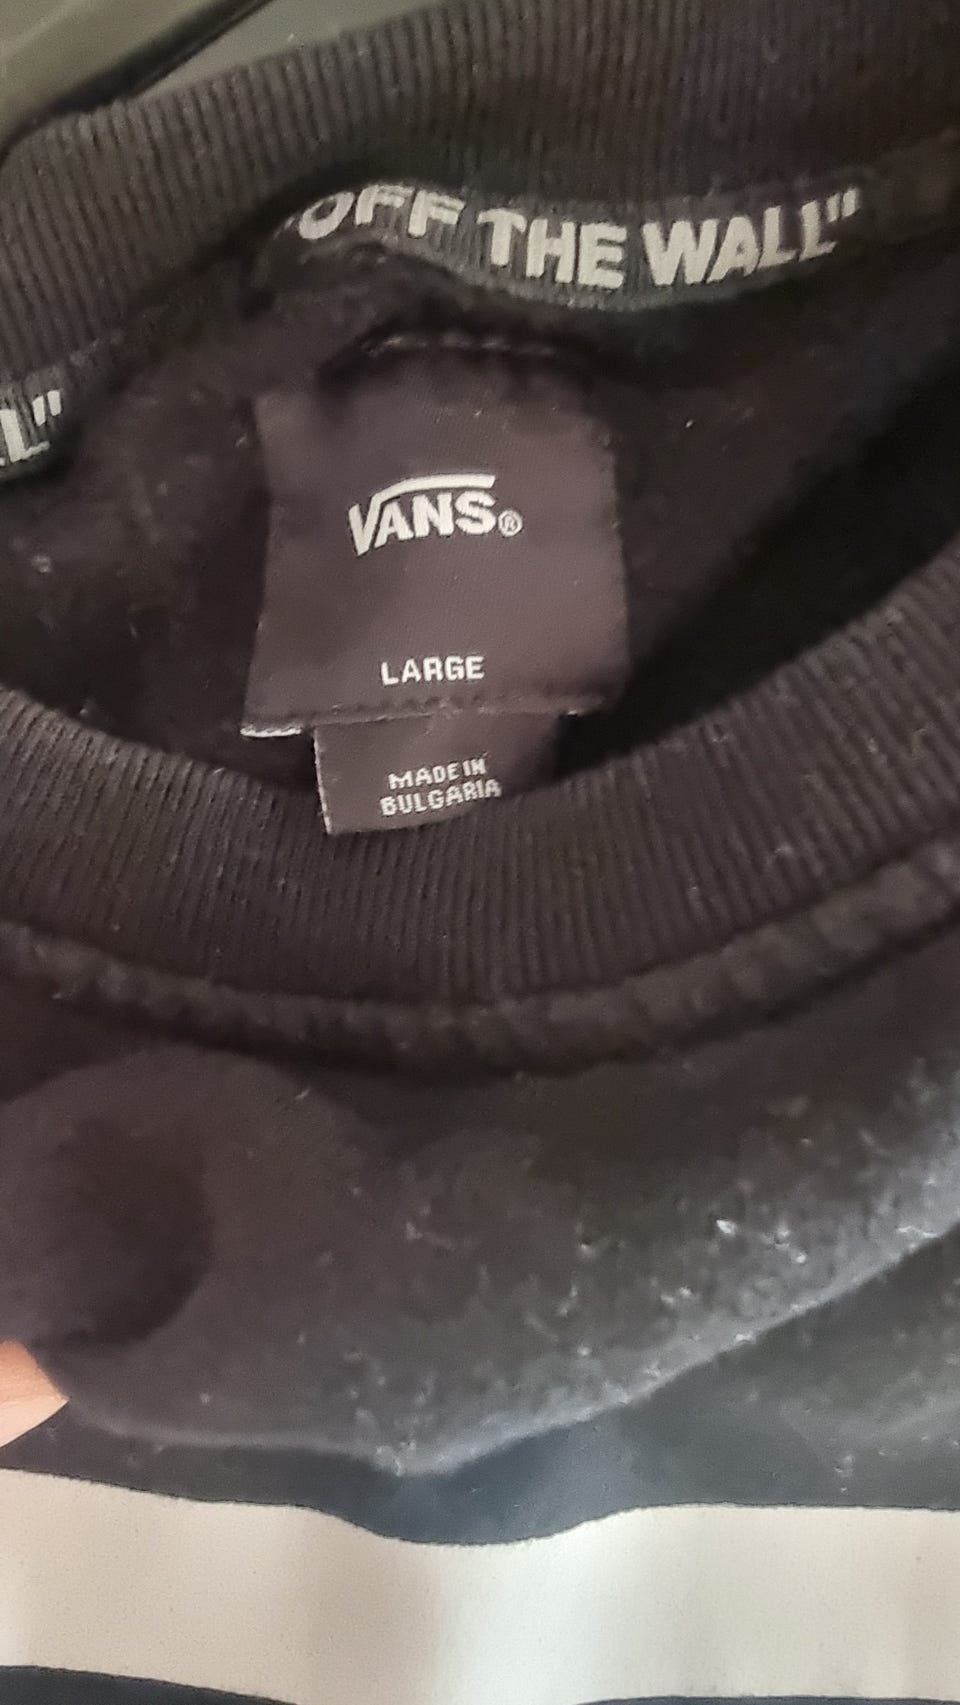 "OFF THE WALL"
LL"
VANS®
LARGE
MADE IN
BULGARIA